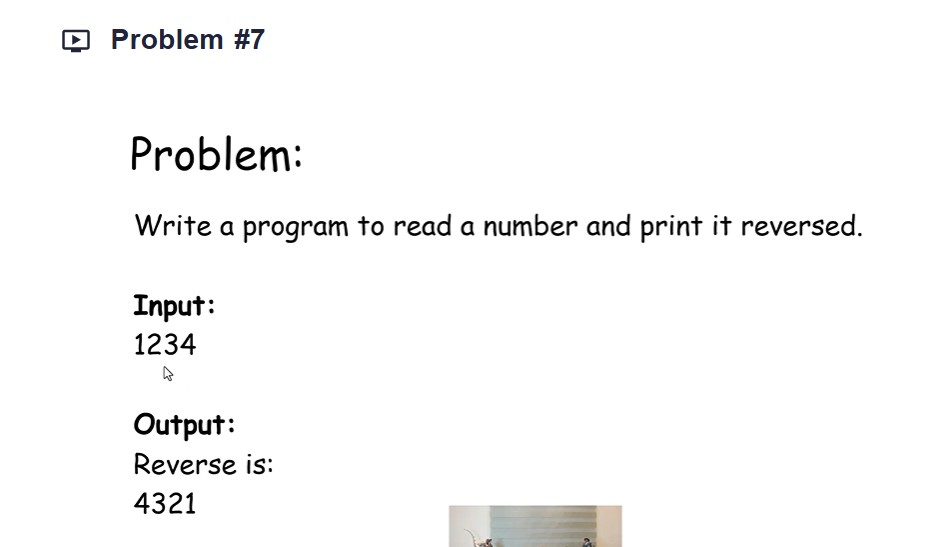 Problem #7
Problem:
Write a program to read a number and print it reversed.
Input:
1234
Output:
Reverse is:
4321